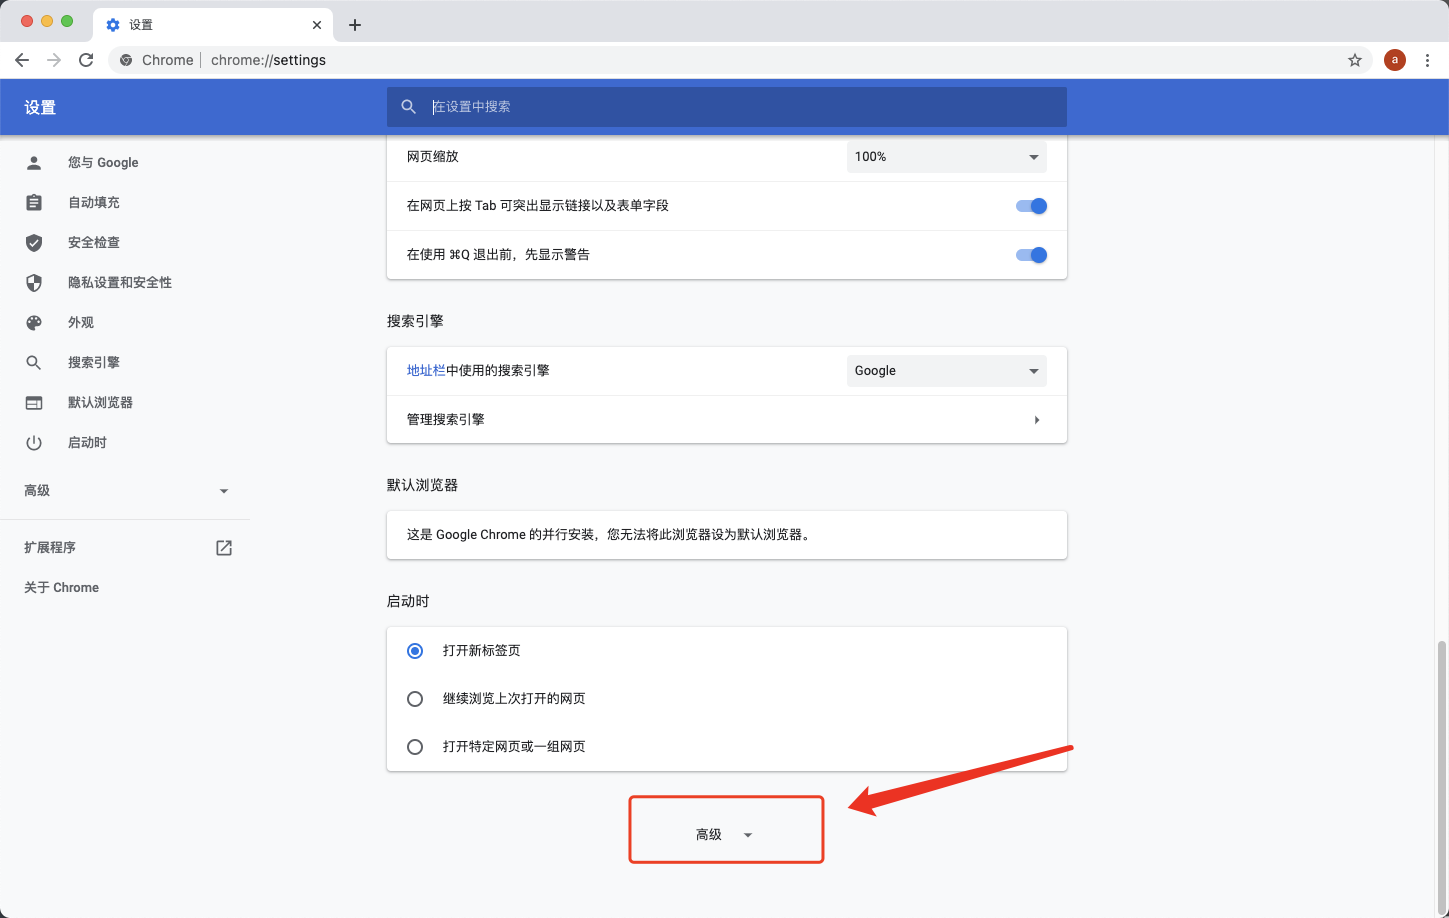 设置
Chrome
chrome://settings
a
设置
在设置中搜索
您与 Google
自动填充
安全检查
隐私设置和安全性
外观
搜索引擎
默认浏览器
启动时
高级
扩展程序
关于 Chrome
网页缩放
100%
在网页上按 Tab 可突出显示链接以及表单字段
在使用 ⌘Q 退出前，先显示警告
搜索引擎
地址栏中使用的搜索引擎
Google
管理搜索引擎
默认浏览器
这是 Google Chrome 的并行安装，您无法将此浏览器设为默认浏览器。
启动时
打开新标签页
继续浏览上次打开的网页
打开特定网页或一组网页
高级